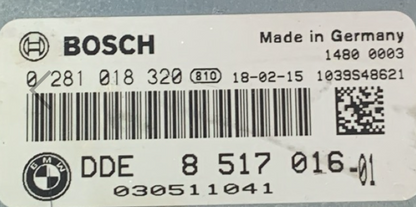 BOSCH
Made in Germany
1480 0003
0 281 018 320 810 18-02-15 1039S48621
BMW
DDE 8 517 016-01
030511041